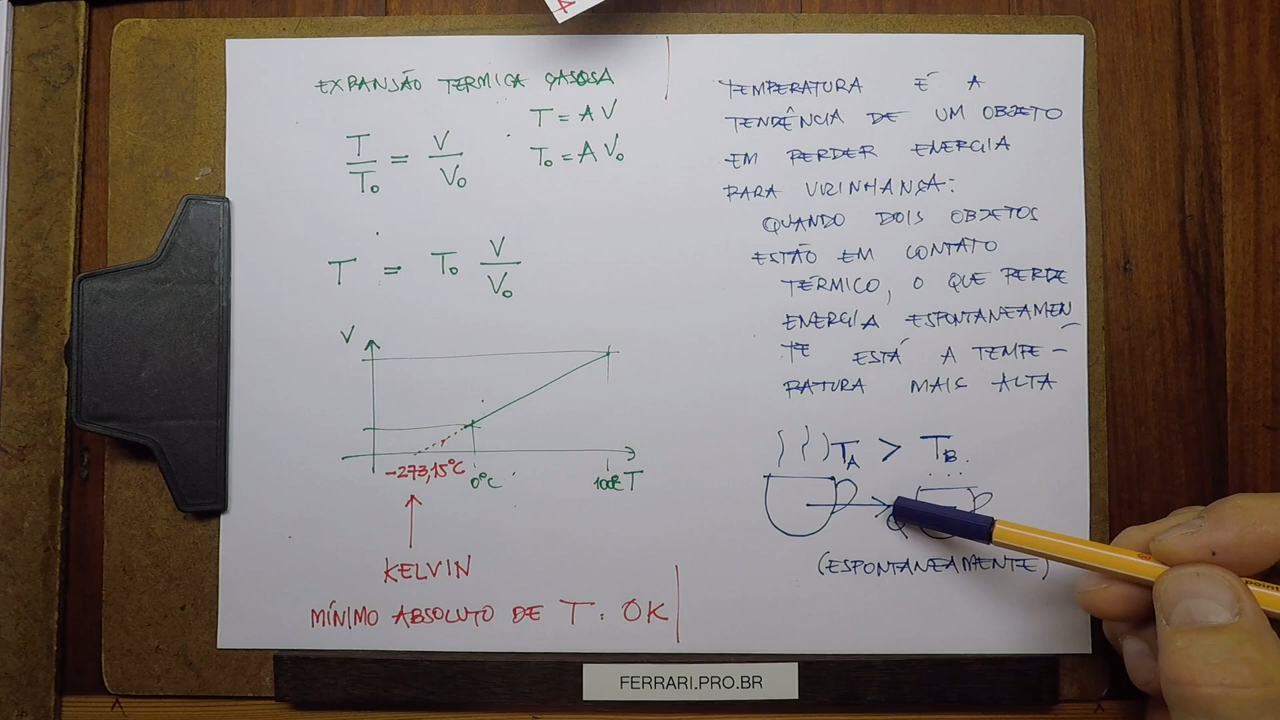 EXPANSÃO TÉRMICA GASOSA
T = A V
T₀ = A V₀
T/T₀ = V/V₀
T = T₀ V/V₀
V
-273,15°C
0°C
100°C T
KELVIN
MÍNIMO ABSOLUTO DE T: 0K
TEMPERATURA É A
TENDÊNCIA DE UM OBJETO
EM PERDER ENERGIA
PARA VIZINHANÇA:
QUANDO DOIS OBJETOS
ESTÃO EM CONTATO
TÉRMICO, O QUE PERDE
ENERGIA ESPONTANEAMEN-
TE ESTÁ A TEMPE-
RATURA MAIS ALTA
T_A > T_B
Q
(ESPONTANEAMENTE)
FERRARI.PRO.BR